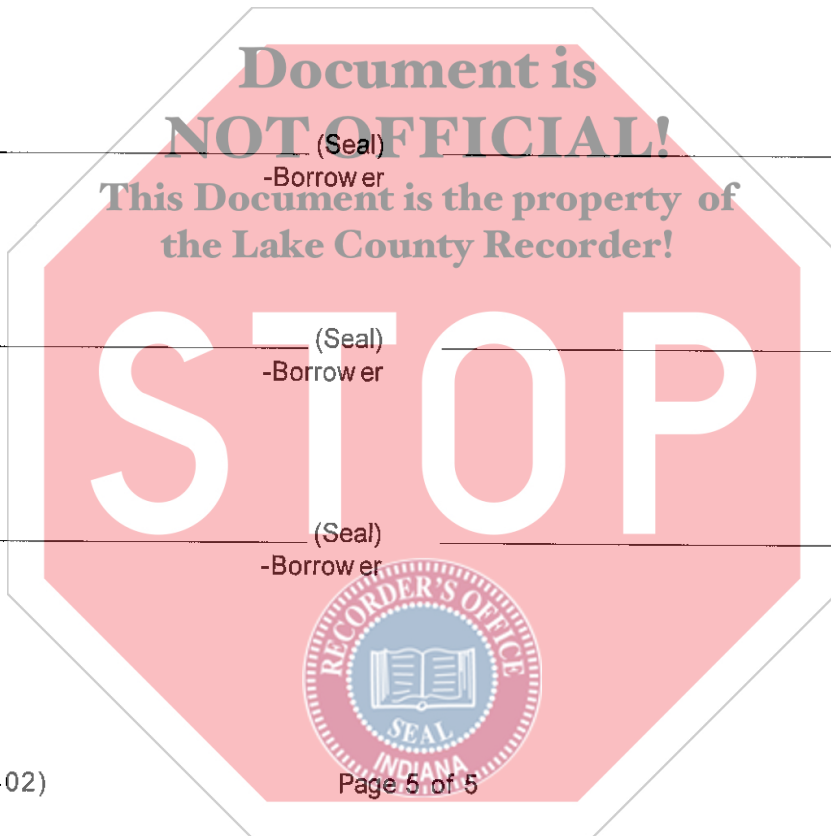 Document is
NOT OFFICIAL!
(Seal)
-Borrower
This Document is the property of
the Lake County Recorder!
(Seal)
-Borrower
STOP
(Seal)
-Borrower
RECORDER'S OFFICE
SEAL
INDIANA
02)
Page 5 of 5